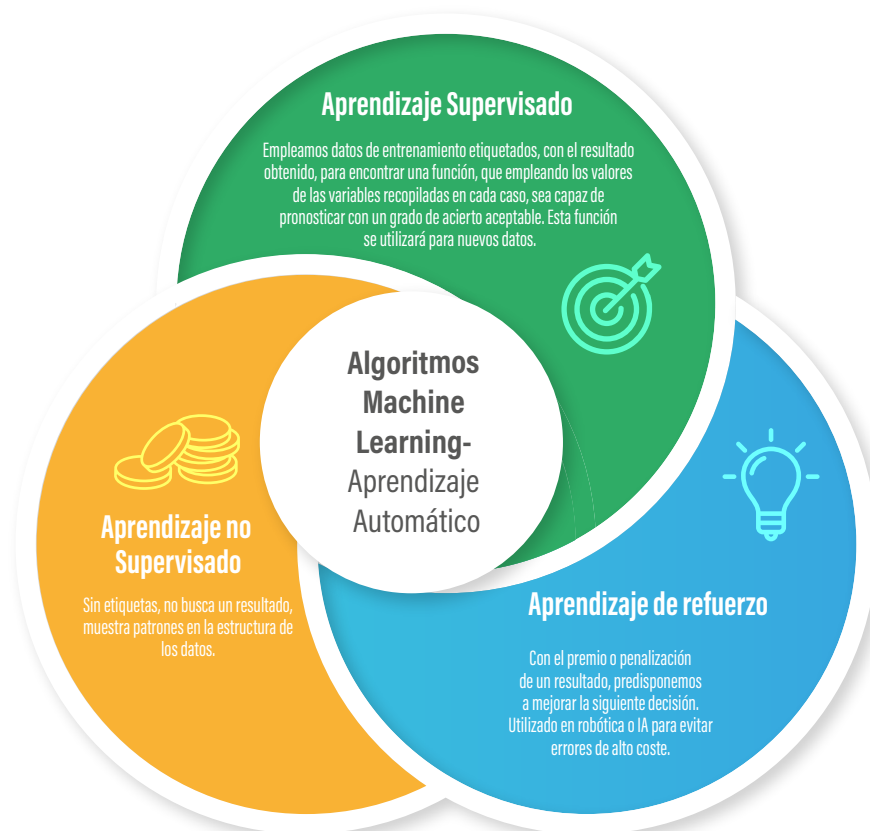 Aprendizaje Supervisado
Empleamos datos de entrenamiento etiquetados, con el resultado
obtenido, para encontrar una función, que empleando los valores
de las variables recopiladas en cada caso, sea capaz de
pronosticar con un grado de acierto aceptable. Esta función
se utilizará para nuevos datos.
Algoritmos
Machine
Learning-
Aprendizaje
Automático
Aprendizaje no
Supervisado
Sin etiquetas, no busca un resultado,
muestra patrones en la estructura de
los datos.
Aprendizaje de refuerzo
Con el premio o penalización
de un resultado, predisponemos
a mejorar la siguiente decisión.
Utilizado en robótica o IA para evitar
errores de alto coste.